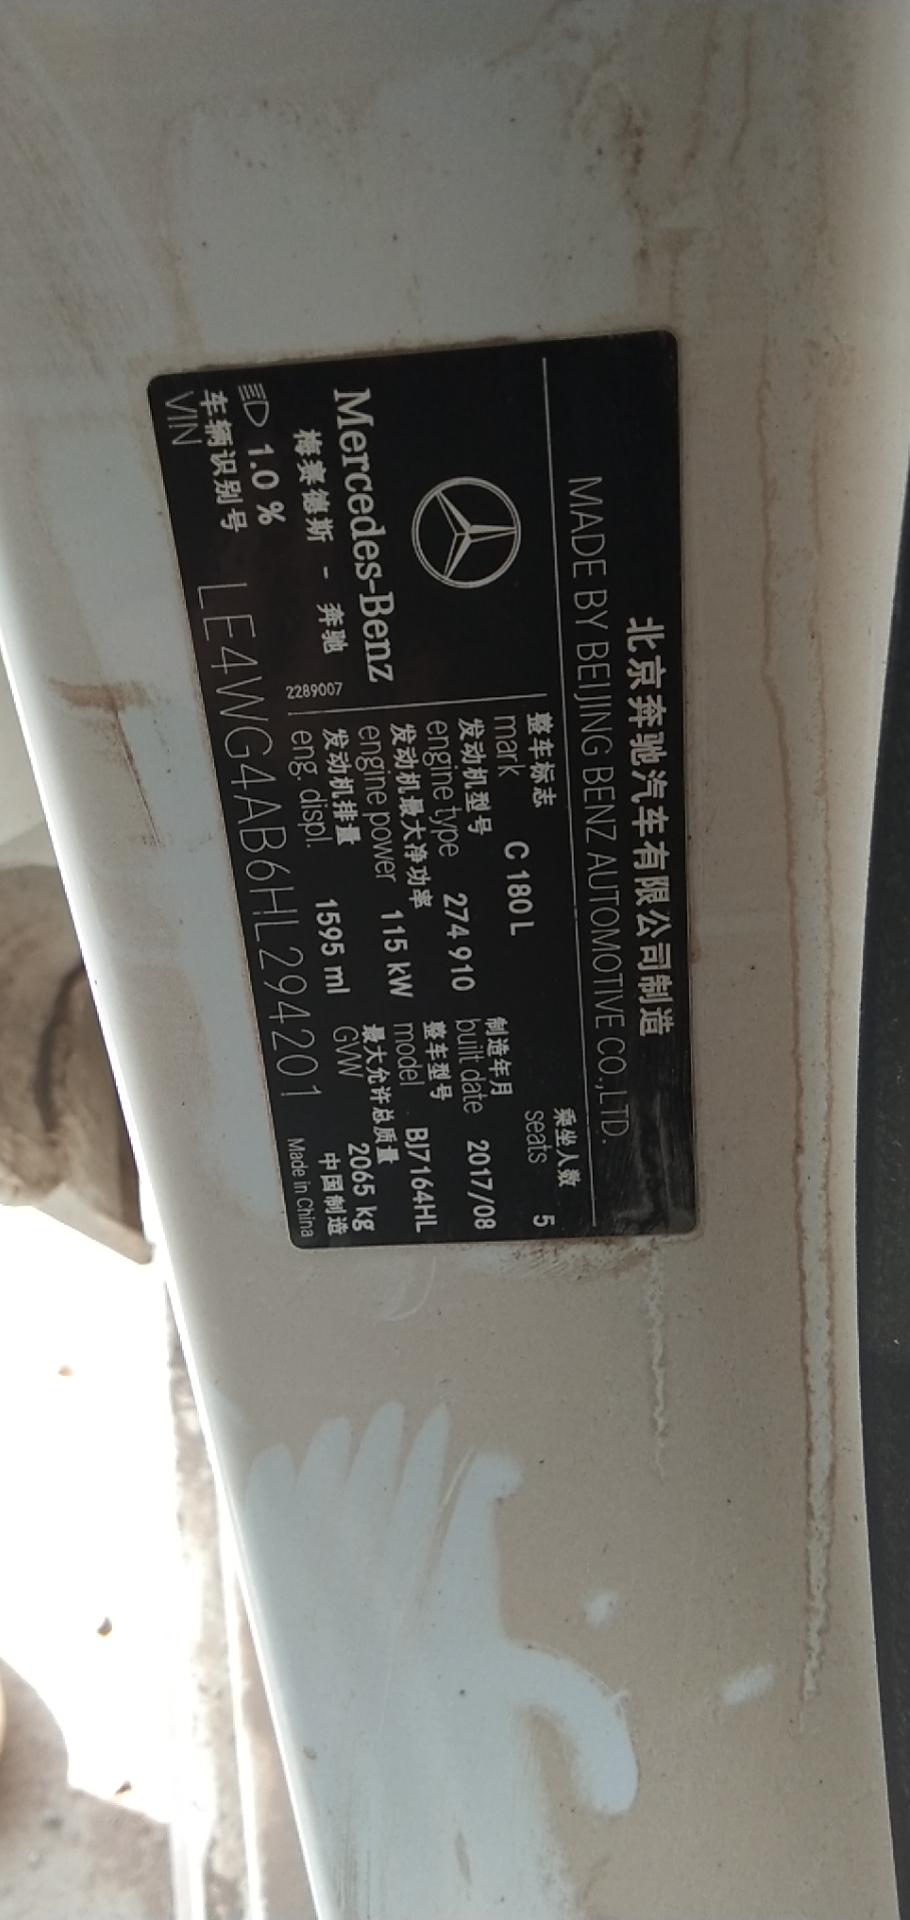 北京奔驰汽车有限公司制造
MADE BY BEIJING BENZ AUTOMOTIVE CO.,LTD.
乘坐人数
seats 5
整车标志
mark C 180 L
制造年月
built date 2017/08
发动机型号
engine type 274 910
整车型号
model BJ7164HL
发动机最大净功率
engine power 115 kW
最大允许总质量
GVW 2065 kg
发动机排量
eng. displ. 1595 ml
中国制造
Made in China
Mercedes-Benz
梅赛德斯 - 奔驰
2289007
1.0 %
车辆识别号
VIN LE4WG4AB6HL294201